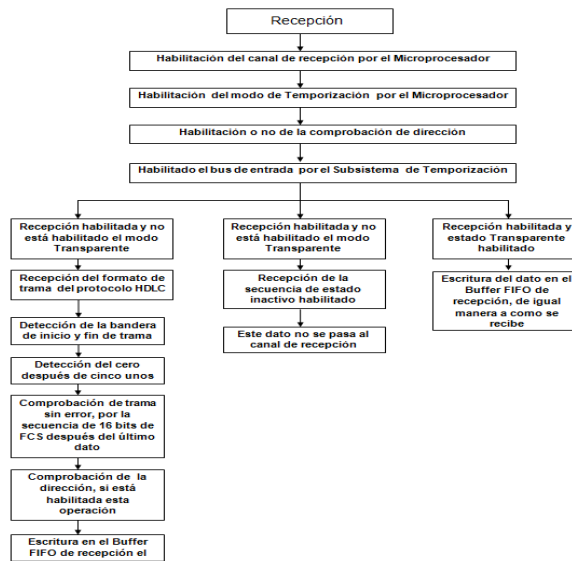 Recepción
Habilitación del canal de recepción por el Microprocesador
Habilitación del modo de Temporización por el Microprocesador
Habilitación o no de la comprobación de dirección
Habilitado el bus de entrada por el Subsistema de Temporización
Recepción habilitada y no
está habilitado el modo
Transparente
Recepción del formato de
trama del protocolo HDLC
Detección de la bandera
de inicio y fin de trama
Detección del cero
después de cinco unos
Comprobación de trama
sin error, por la
secuencia de 16 bits de
FCS después del último
dato
Comprobación de la
dirección, si está
habilitada esta
operación
Escritura en el Buffer
FIFO de recepción el
Recepción habilitada y no
está habilitado el modo
Transparente
Recepción de la
secuencia de estado
inactivo habilitado
Este dato no se pasa al
canal de recepción
Recepción habilitada y
estado Transparente
habilitado
Escritura del dato en el
Buffer FIFO de
recepción, de igual
manera a como se
recibe